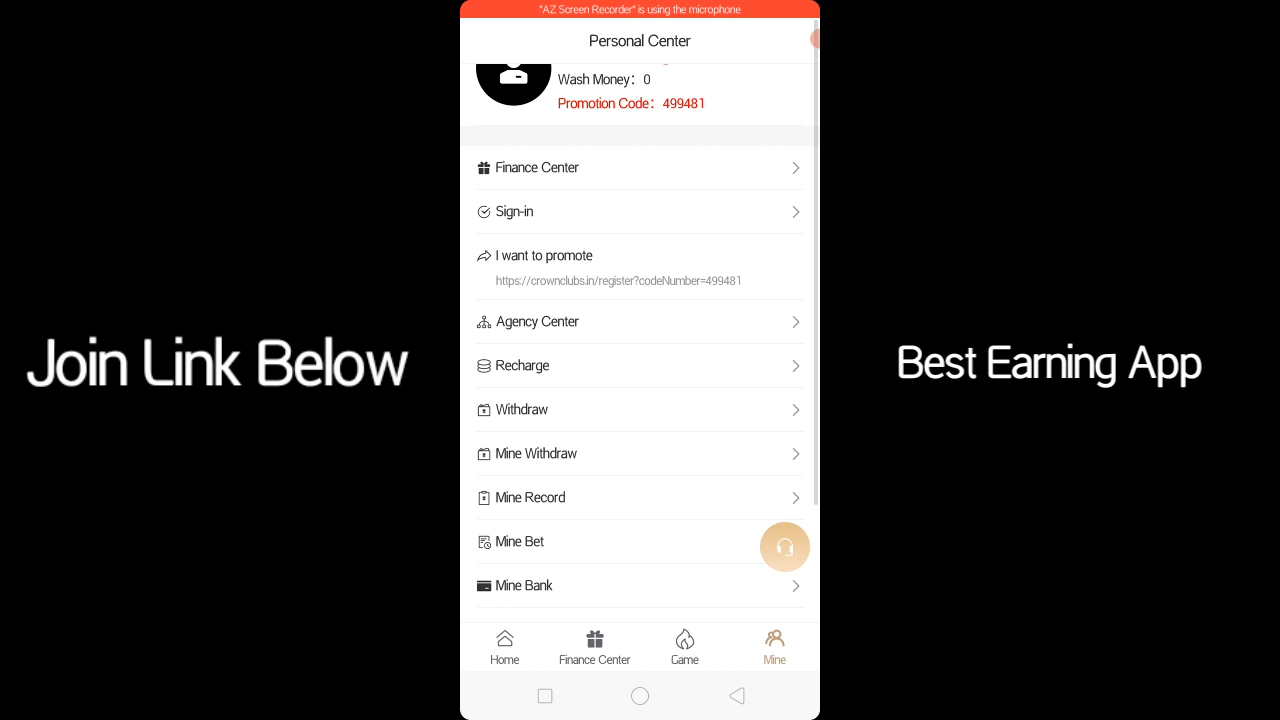 "AZ Screen Recorder" is using the microphone
Personal Center
Wash Money： 0
Promotion Code： 499481
Finance Center
Sign-in
I want to promote
https://crownclubs.in/register?codeNumber=499481
Agency Center
Recharge
Withdraw
Mine Withdraw
Mine Record
Mine Bet
Mine Bank
Home
Finance Center
Game
Mine
Join Link Below
Best Earning App